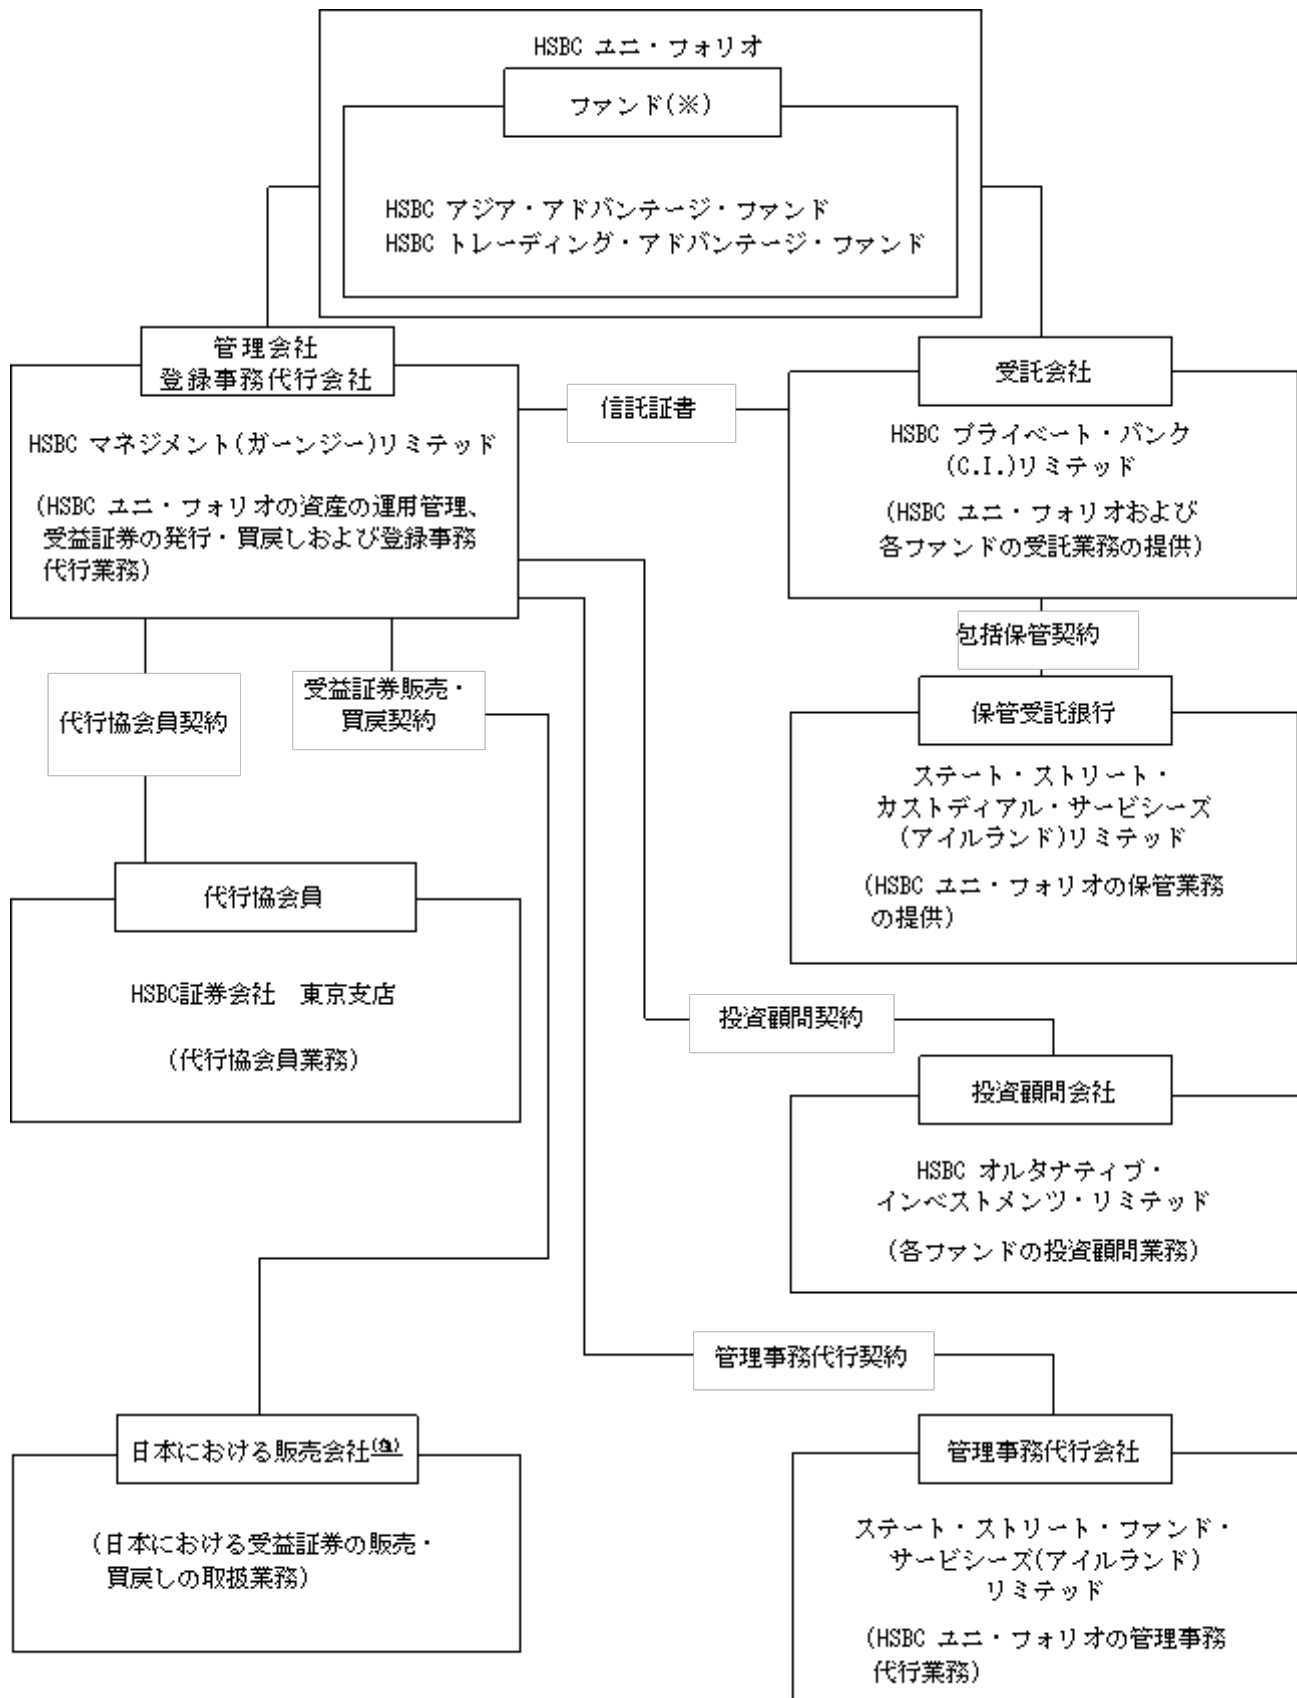 HSBC ユニ・フォリオ
ファンド(※)
HSBC アジア・アドバンテージ・ファンド
HSBC トレーディング・アドバンテージ・ファンド
管理会社
登録事務代行会社
HSBC マネジメント(ガーンジー)リミテッド
(HSBC ユニ・フォリオの資産の運用管理、
受益証券の発行・買戻しおよび登録事務
代行業務)
信託証書
受託会社
HSBC プライベート・バンク
(C.I.)リミテッド
(HSBC ユニ・フォリオおよび
各ファンドの受託業務の提供)
包括保管契約
保管受託銀行
ステート・ストリート・
カストディアル・サービシーズ
(アイルランド)リミテッド
(HSBC ユニ・フォリオの保管業務
の提供)
代行協会員契約
受益証券販売・
買戻契約
代行協会員
HSBC証券会社　東京支店
(代行協会員業務)
投資顧問契約
投資顧問会社
HSBC オルタナティブ・
インベストメンツ・リミテッド
(各ファンドの投資顧問業務)
管理事務代行契約
日本における販売会社
(日本における受益証券の販売・
買戻しの取扱業務)
管理事務代行会社
ステート・ストリート・ファンド・
サービシーズ(アイルランド)
リミテッド
(HSBC ユニ・フォリオの管理事務
代行業務)